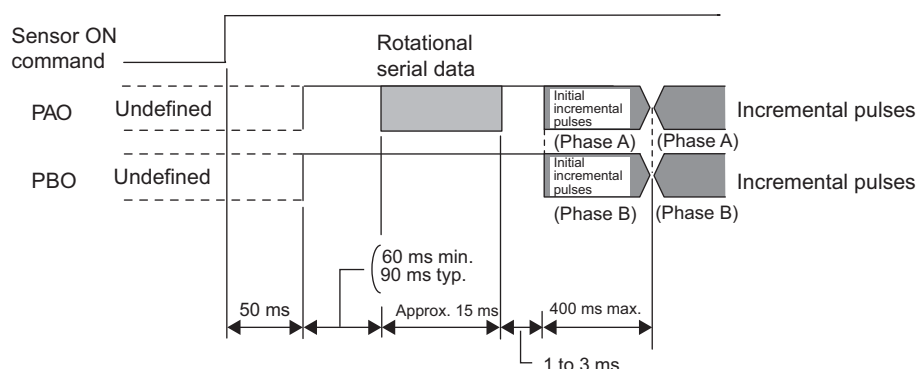 Sensor ON
command
Rotational
serial data
PAO
Undefined
Initial
incremental
pulses
(Phase A)
(Phase A)
Incremental pulses
PBO
Undefined
Initial
incremental
pulses
(Phase B)
(Phase B)
Incremental pulses
60 ms min.
90 ms typ.
50 ms
Approx. 15 ms
400 ms max.
1 to 3 ms